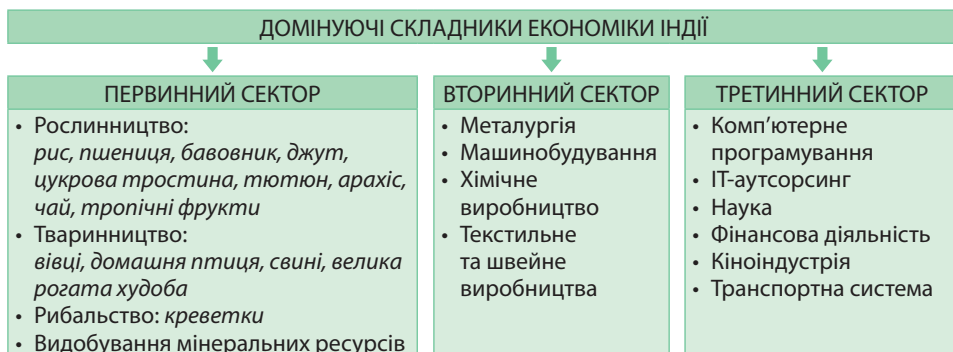 ДОМІНУЮЧІ СКЛАДНИКИ ЕКОНОМІКИ ІНДІЇ
ПЕРВИННИЙ СЕКТОР
• Рослинництво:
рис, пшениця, бавовник, джут,
цукрова тростина, тютюн, арахіс,
чай, тропічні фрукти
• Тваринництво:
вівці, домашня птиця, свині, велика
рогата худоба
• Рибальство: креветки
• Видобування мінеральних ресурсів
ВТОРИННИЙ СЕКТОР
• Металургія
• Машинобудування
• Хімічне
виробництво
• Текстильне
та швейне
виробництва
ТРЕТИННИЙ СЕКТОР
• Комп’ютерне
програмування
• ІТ-аутсорсинг
• Наука
• Фінансова діяльність
• Кіноіндустрія
• Транспортна система